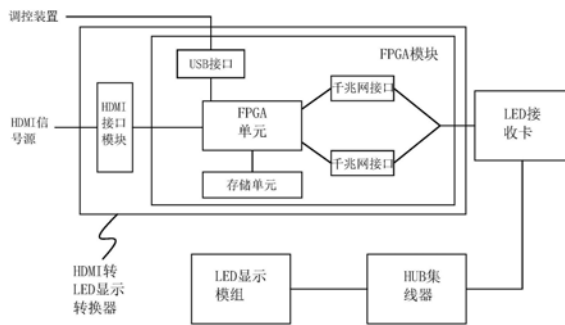 调控装置
USB接口
FPGA模块
千兆网接口
HDMI
接口
模块
FPGA
单元
HDMI信
号源
LED接
收卡
千兆网接口
存储单元
HDMI转
LED显示
转换器
LED显示
模组
HUB集
线器